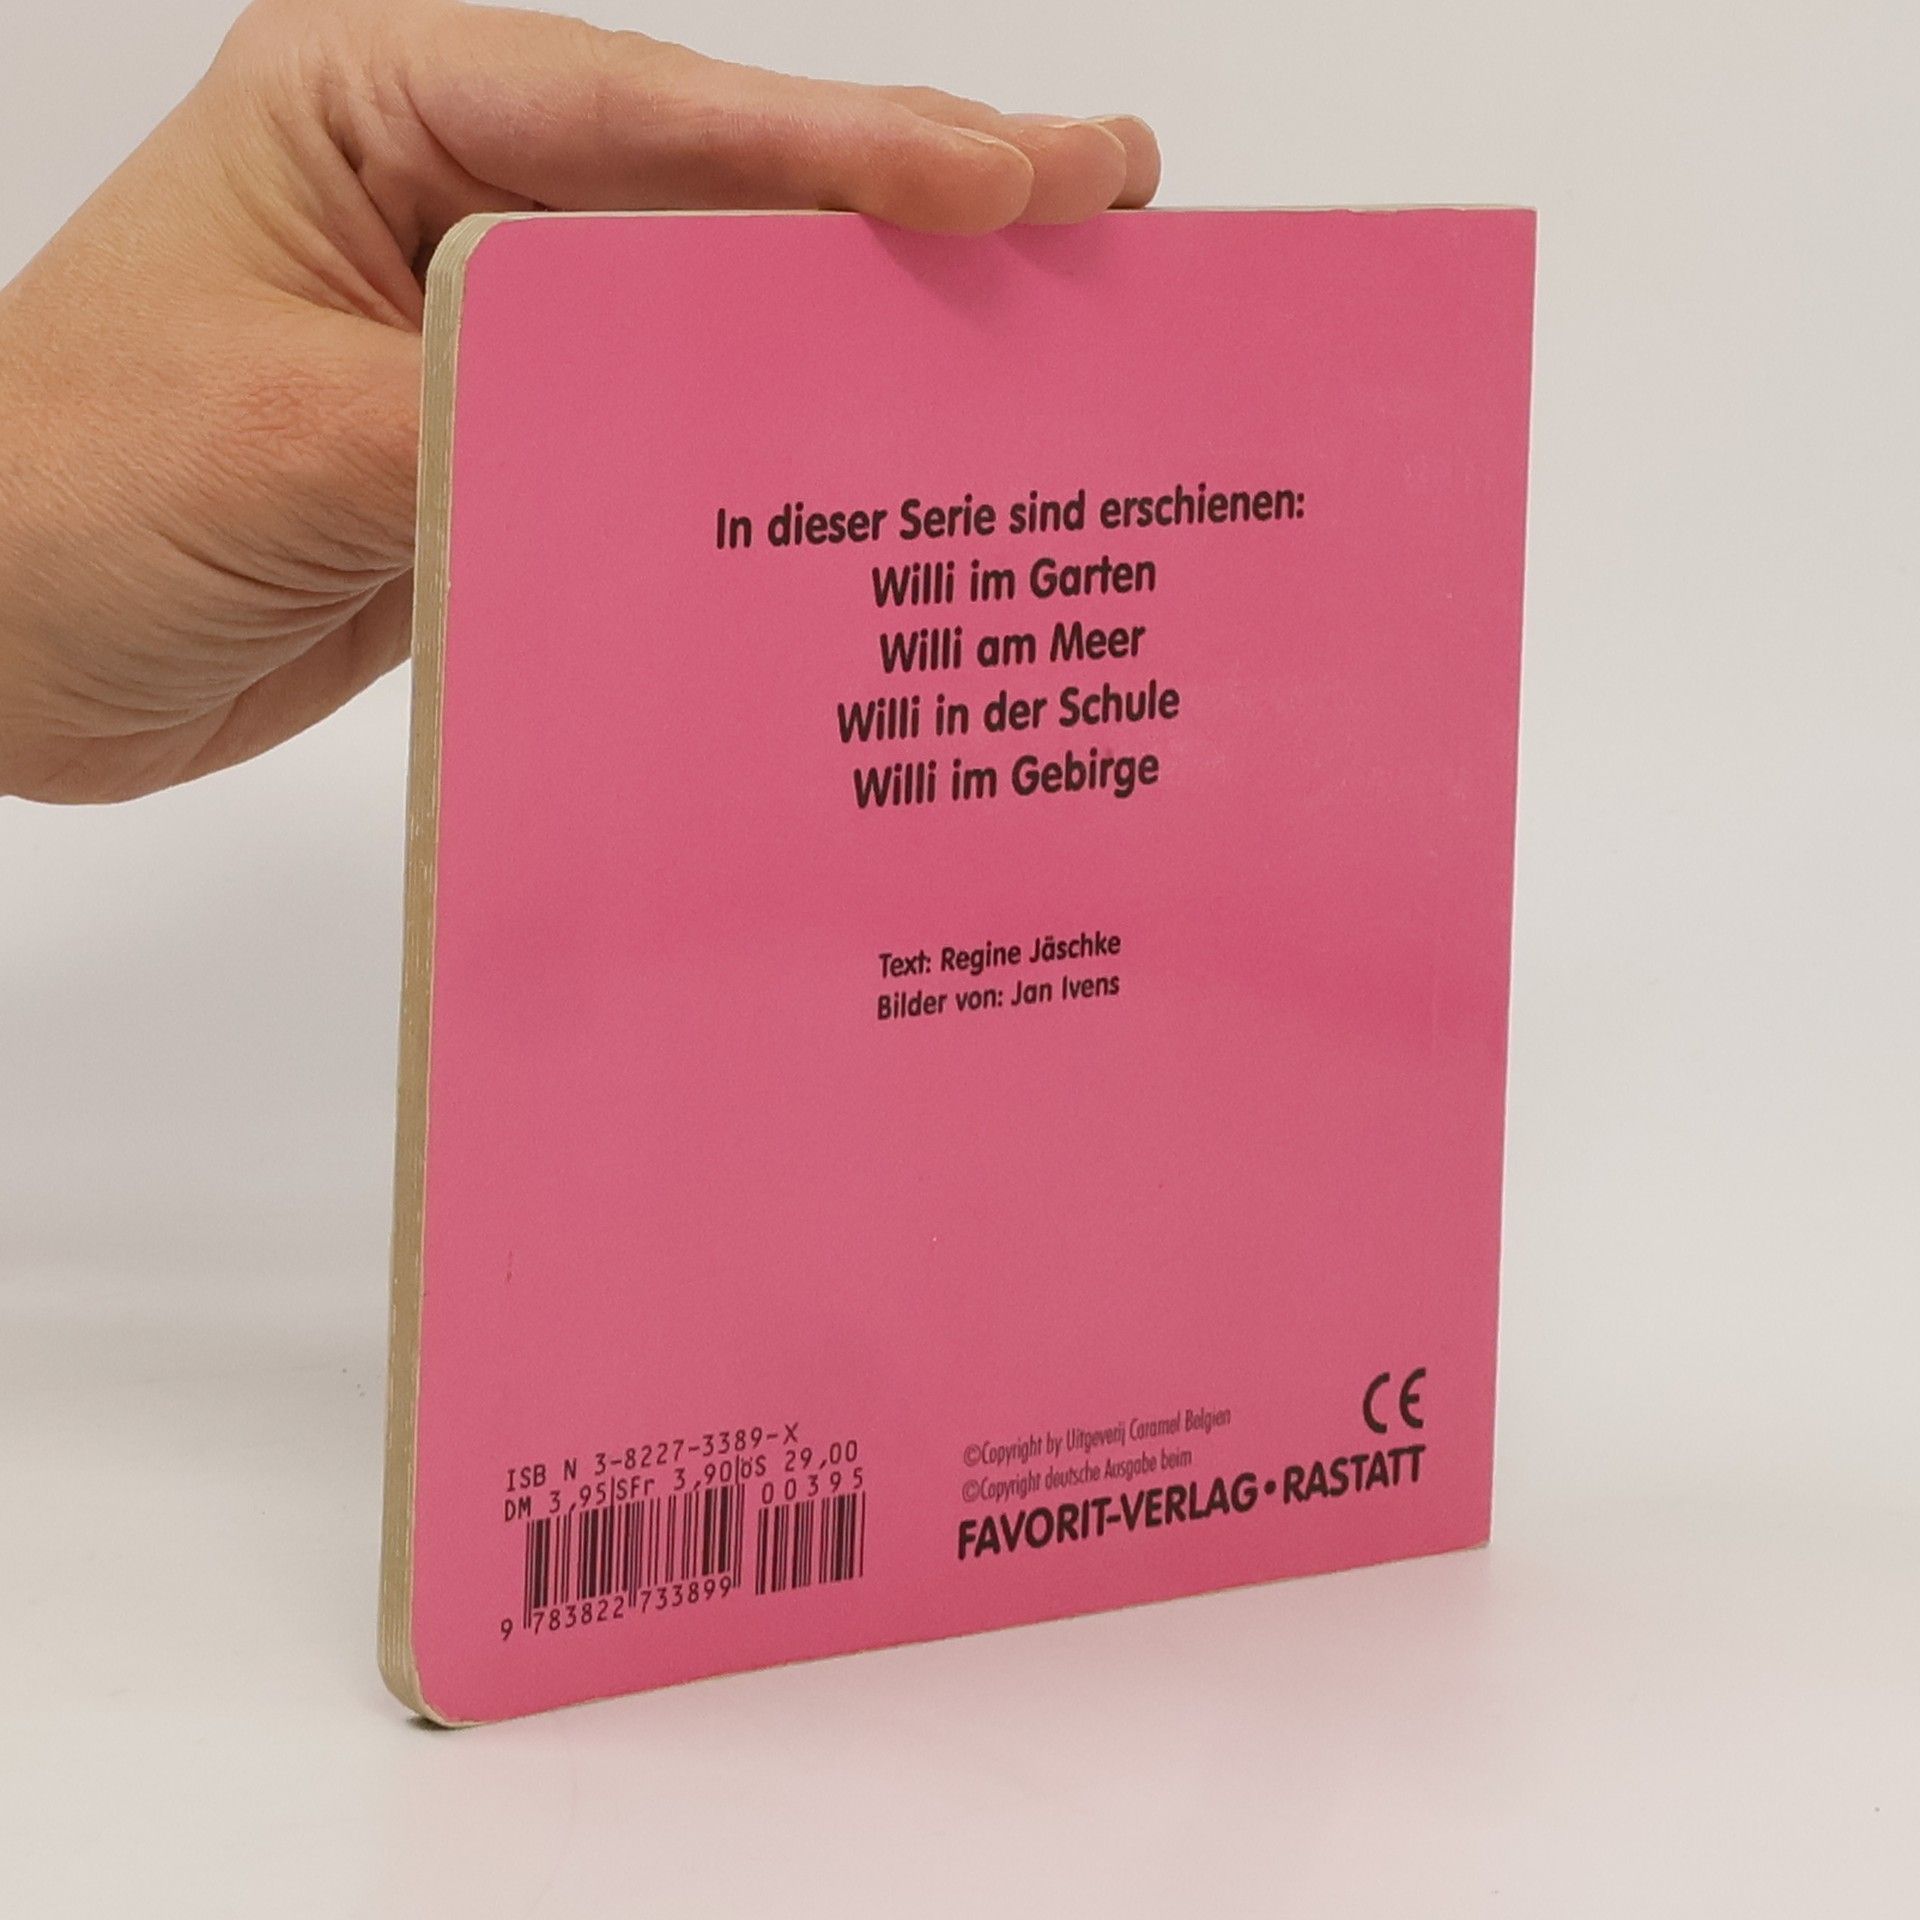 In dieser Serie sind erschienen:
Willi im Garten
Willi am Meer
Willi in der Schule
Willi im Gebirge
Text: Regine Jäschke
Bilder von: Jan Ivens
ISB N 3-8227-3389-X
DM 3,95|SFr 3,90|öS 29,00
00395
9 783822 733899
CE
©Copyright by Uitgeverij Caramel Belgien
©Copyright deutsche Ausgabe beim
FAVORIT-VERLAG • RASTATT